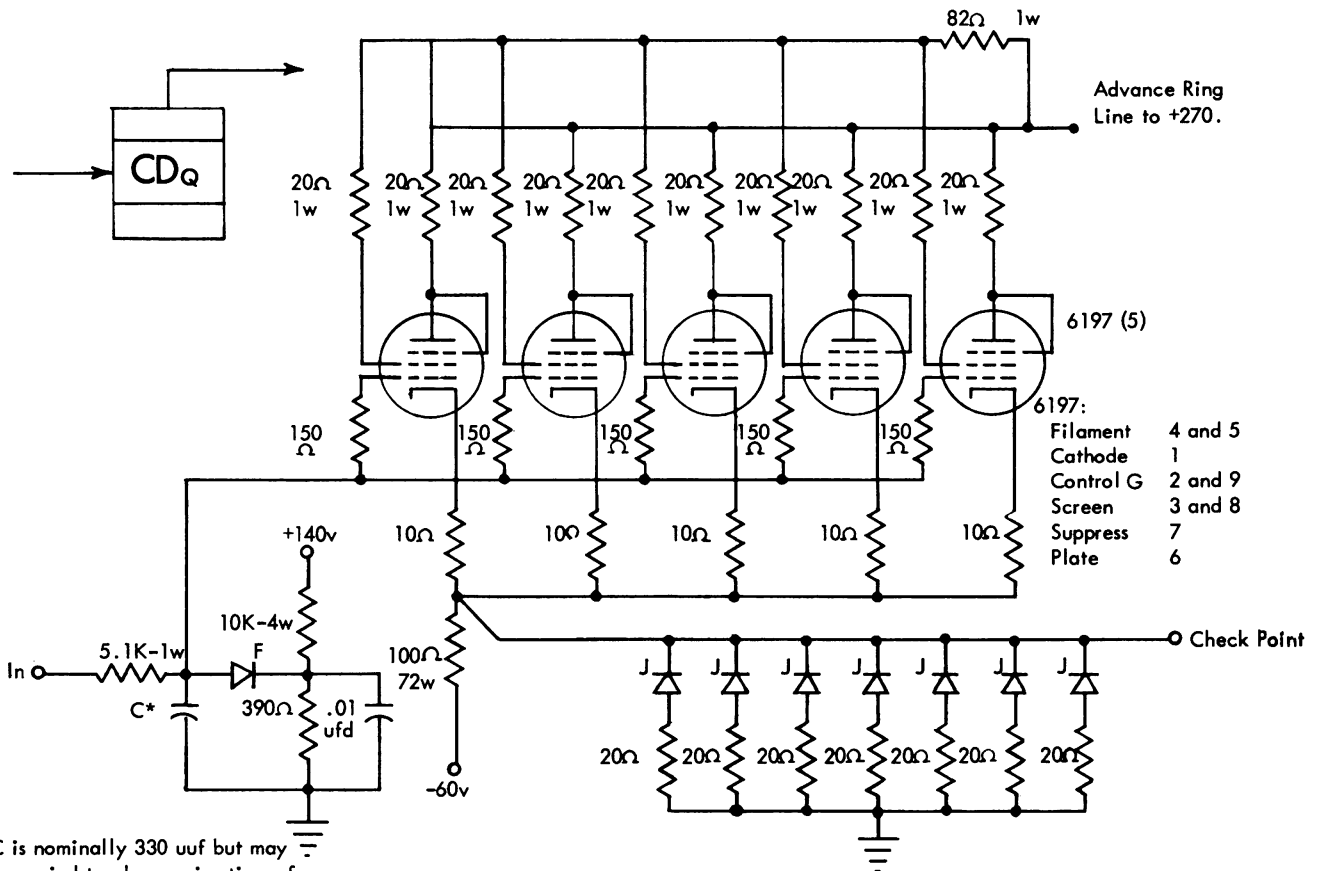 82Ω 1w
Advance Ring
Line to +270.
CDQ
20Ω 20Ω 20Ω 20Ω 20Ω 20Ω 20Ω 20Ω 20Ω 20Ω
1w 1w 1w 1w 1w 1w 1w 1w 1w 1w
6197 (5)
6197:
Filament 4 and 5
Cathode 1
Control G 2 and 9
Screen 3 and 8
Suppress 7
Plate 6
150 150 150 150 150
Ω Ω Ω Ω Ω
10Ω 10Ω 10Ω 10Ω 10Ω
+140v
10K-4w
5.1K-1w F
In
C*
390Ω .01
ufd
100Ω
72w
-60v
Check Point
J J J J J J J
20Ω 20Ω 20Ω 20Ω 20Ω 20Ω 20Ω
C is nominally 330 uuf but may